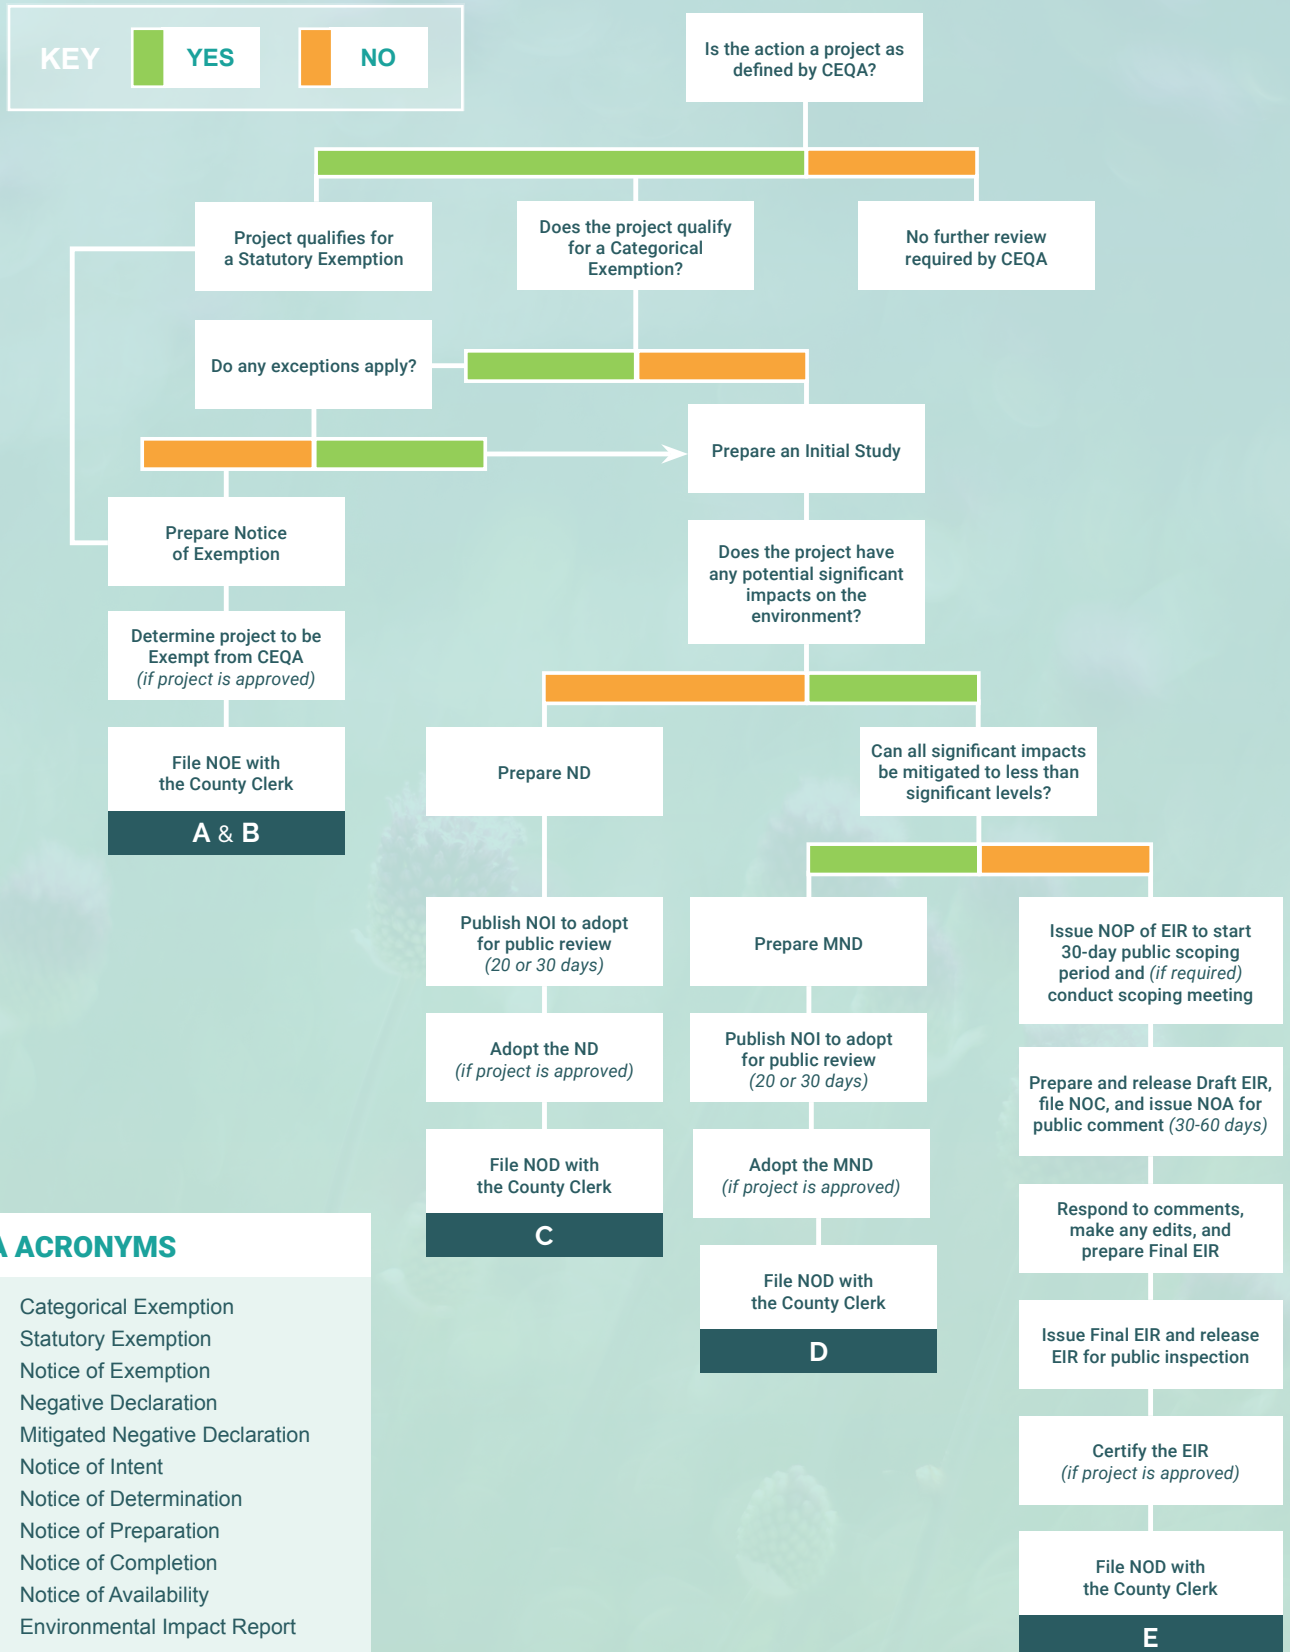 KEY
YES
NO
Is the action a project as
defined by CEQA?
Project qualifies for
a Statutory Exemption
Does the project qualify
for a Categorical
Exemption?
No further review
required by CEQA
Do any exceptions apply?
Prepare an Initial Study
Prepare Notice
of Exemption
Does the project have
any potential significant
impacts on the
environment?
Determine project to be
Exempt from CEQA
(if project is approved)
File NOE with
the County Clerk
A & B
Prepare ND
Can all significant impacts
be mitigated to less than
significant levels?
Publish NOI to adopt
for public review
(20 or 30 days)
Prepare MND
Issue NOP of EIR to start
30-day public scoping
period and (if required)
conduct scoping meeting
Adopt the ND
(if project is approved)
Publish NOI to adopt
for public review
(20 or 30 days)
Prepare and release Draft EIR,
file NOC, and issue NOA for
public comment (30-60 days)
File NOD with
the County Clerk
C
Adopt the MND
(if project is approved)
Respond to comments,
make any edits, and
prepare Final EIR
File NOD with
the County Clerk
D
Issue Final EIR and release
EIR for public inspection
Certify the EIR
(if project is approved)
File NOD with
the County Clerk
E
A ACRONYMS
Categorical Exemption
Statutory Exemption
Notice of Exemption
Negative Declaration
Mitigated Negative Declaration
Notice of Intent
Notice of Determination
Notice of Preparation
Notice of Completion
Notice of Availability
Environmental Impact Report